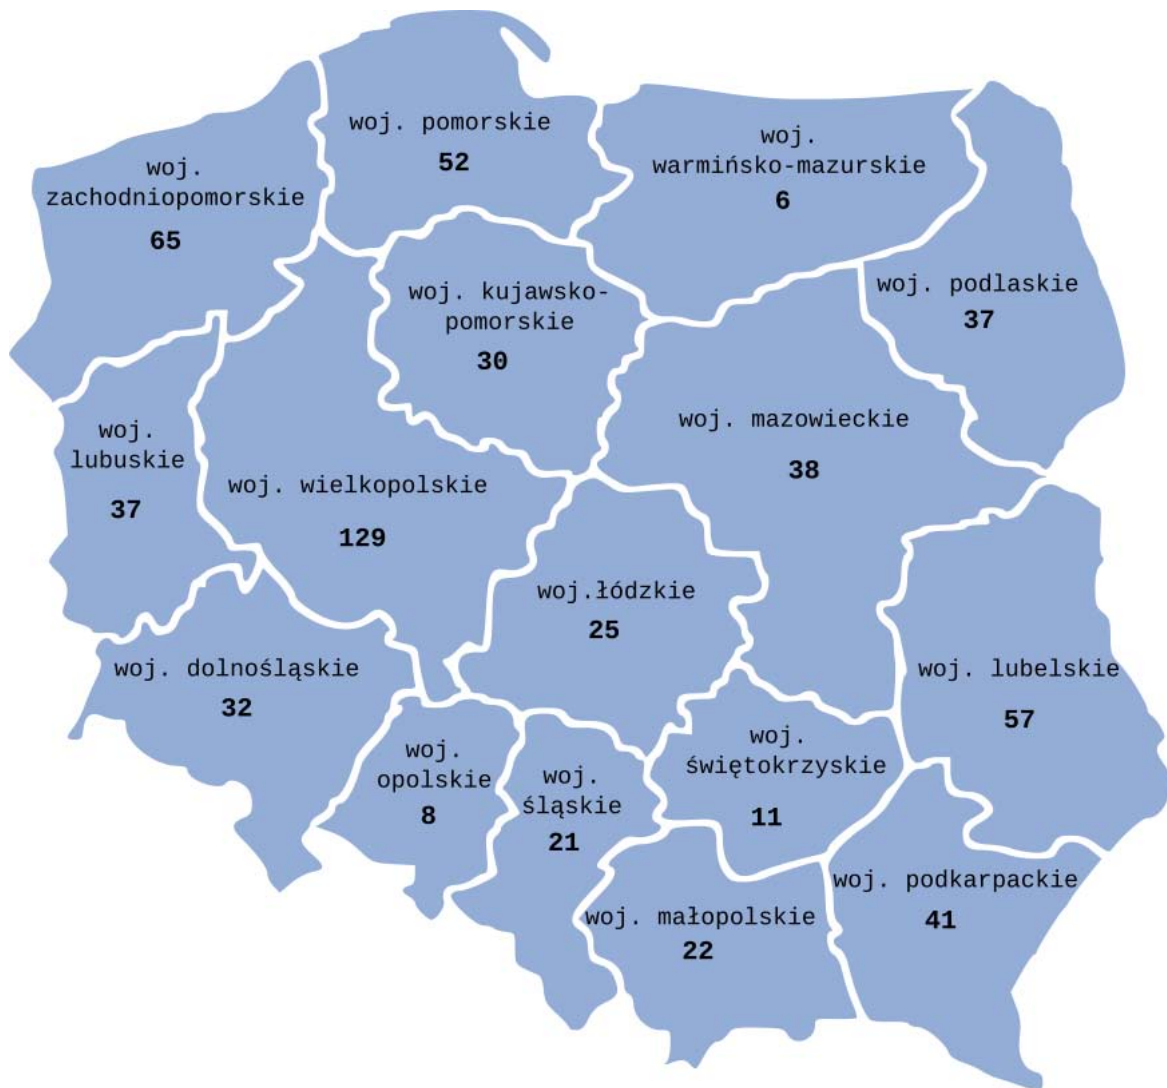 woj. pomorskie
52
woj.
warmińsko-mazurskie
6
woj.
zachodniopomorskie
65
woj. podlaskie
37
woj. kujawsko-
pomorskie
30
woj. mazowieckie
38
woj.
lubuskie
37
woj. wielkopolskie
129
woj.łódzkie
25
woj. dolnośląskie
32
woj. lubelskie
57
woj.
opolskie
8
woj.
śląskie
21
woj.
świętokrzyskie
11
woj. podkarpackie
41
woj. małopolskie
22